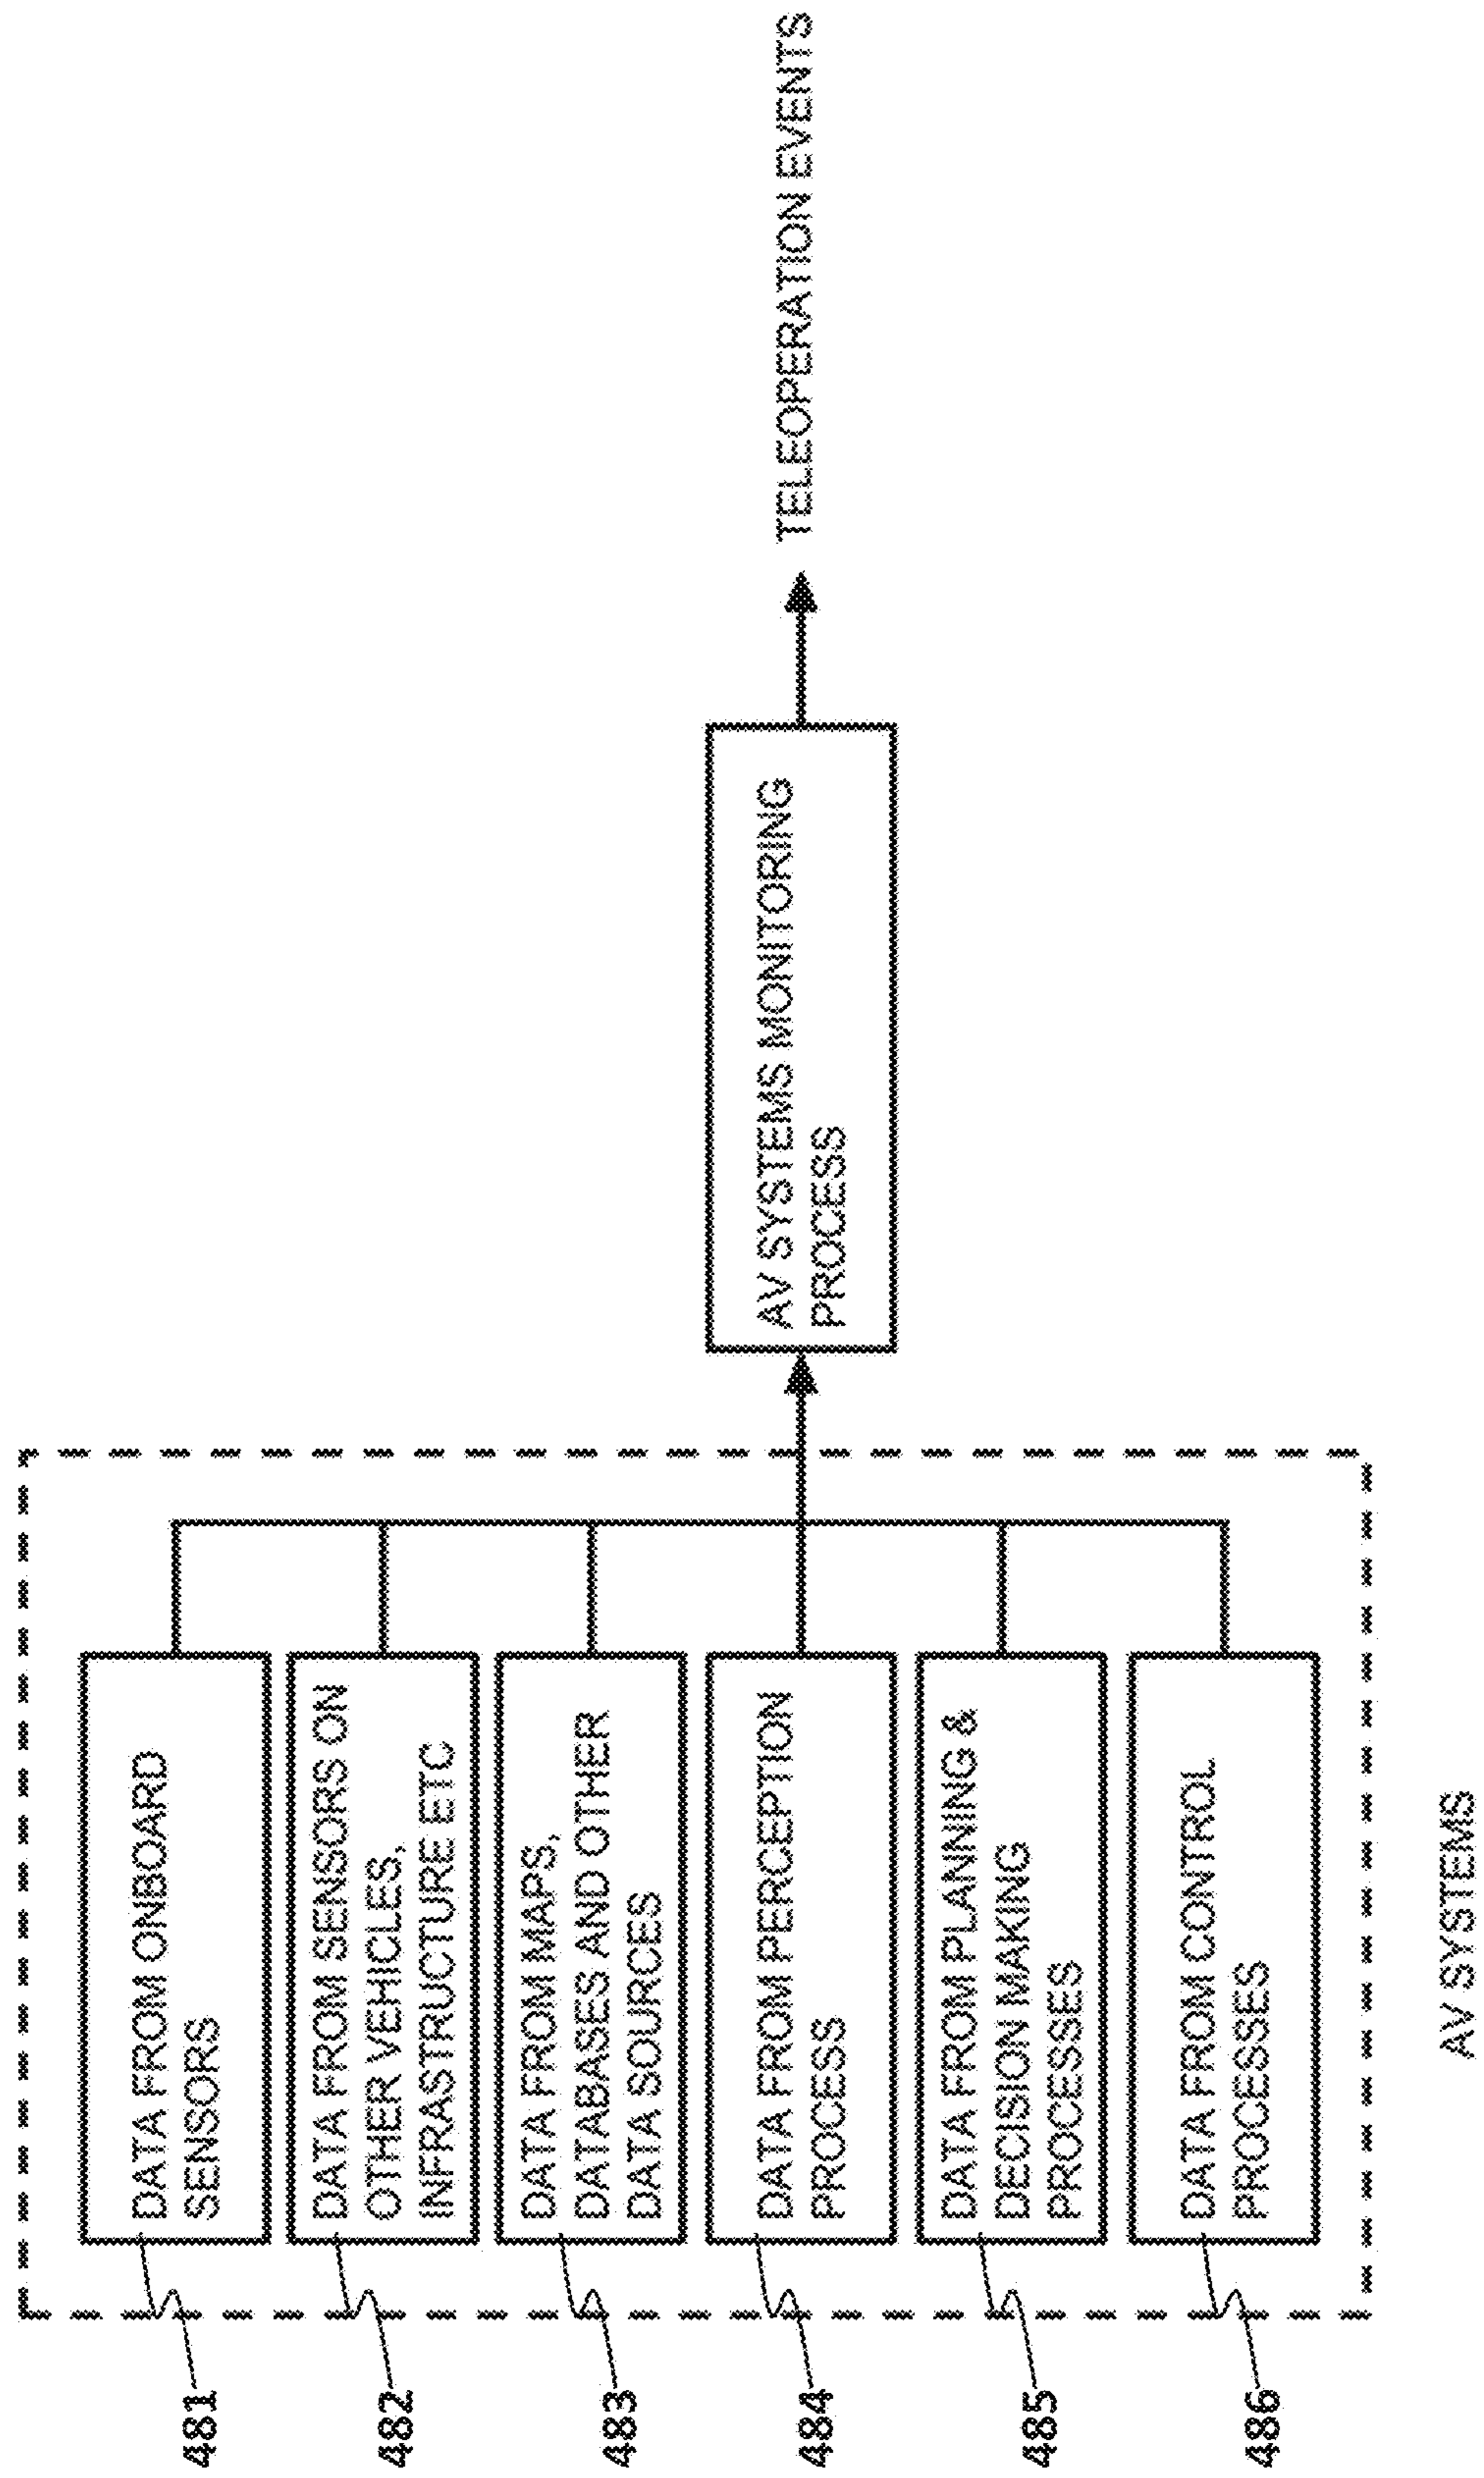 481
DATA FROM ONBOARD
SENSORS
482
DATA FROM SENSORS ON
OTHER VEHICLES,
INFRASTRUCTURE ETC
483
DATA FROM MAPS,
DATABASES AND OTHER
DATA SOURCES
484
DATA FROM PERCEPTION
PROCESS
485
DATA FROM PLANNING &
DECISION MAKING
PROCESSES
486
DATA FROM CONTROL
PROCESSES
AV SYSTEMS
AV SYSTEMS MONITORING
PROCESS
TELEOPERATION EVENTS